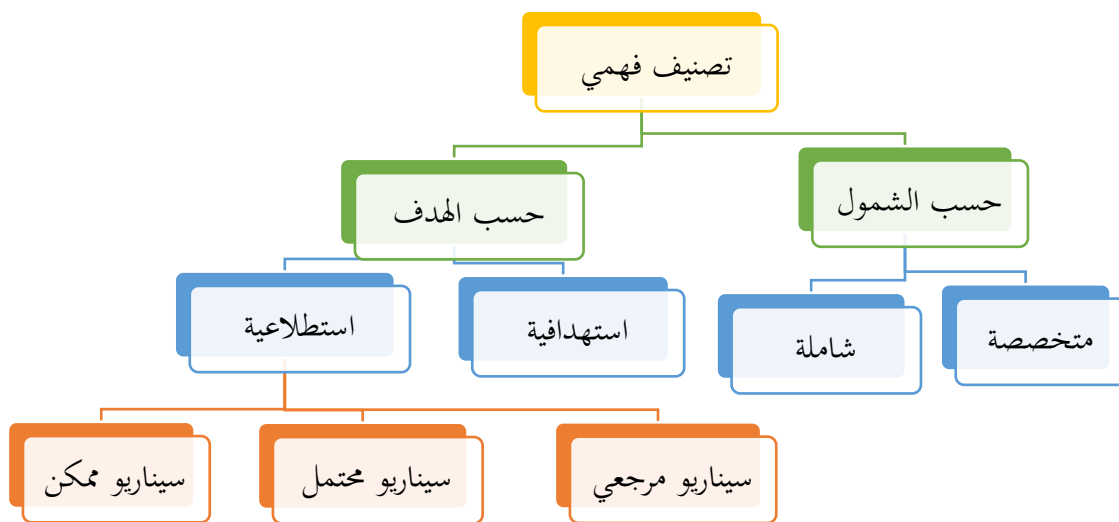 تصنيف فهمي
حسب الشمول
حسب الهدف
متخصصة
شاملة
استهدافية
استطلاعية
سيناريو مرجعي
سيناريو محتمل
سيناريو ممكن